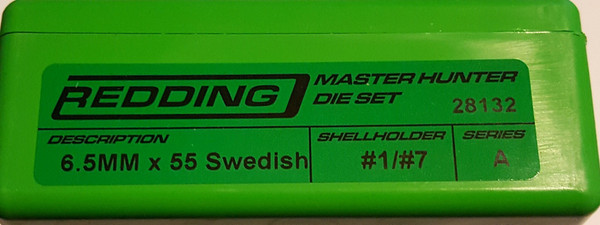 REDDING MASTER HUNTER
DIE SET 28132
DESCRIPTION SHELLHOLDER SERIES
6.5MM x 55 Swedish #1/#7 A